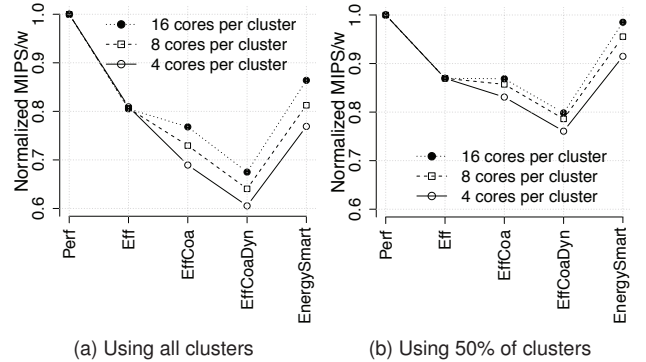 Normalized MIPS/w
1.0
0.9
0.8
0.7
0.6
16 cores per cluster
8 cores per cluster
4 cores per cluster
Perf
Eff
EffCoa
EffCoaDyn
EnergySmart
(a) Using all clusters
Normalized MIPS/w
1.0
0.9
0.8
0.7
0.6
16 cores per cluster
8 cores per cluster
4 cores per cluster
Perf
Eff
EffCoa
EffCoaDyn
EnergySmart
(b) Using 50% of clusters